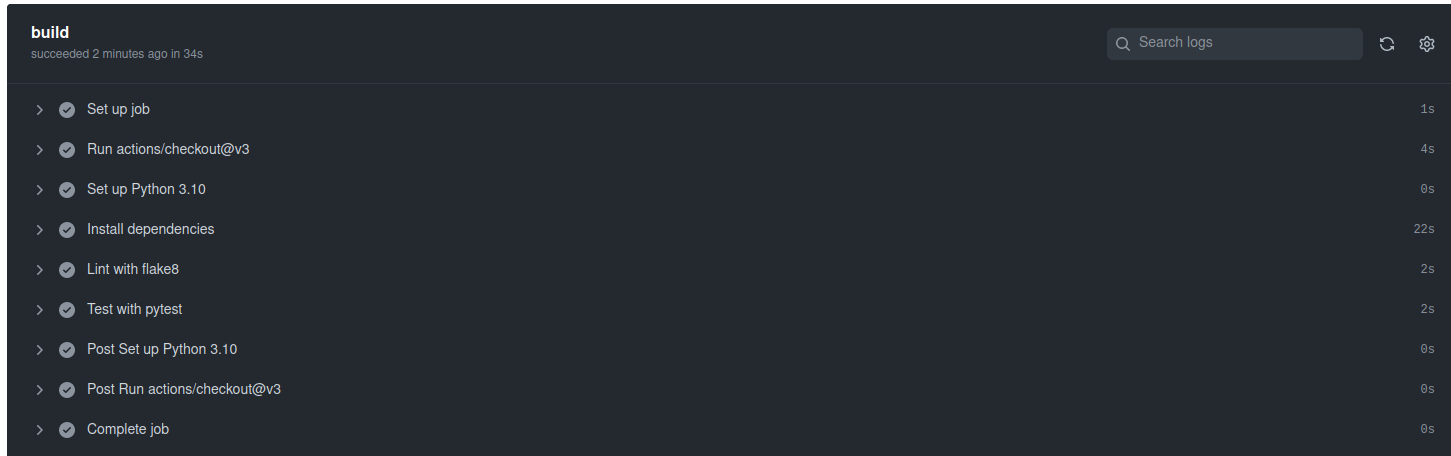 build
succeeded 2 minutes ago in 34s
Search logs
Set up job 1s
Run actions/checkout@v3 4s
Set up Python 3.10 0s
Install dependencies 22s
Lint with flake8 2s
Test with pytest 2s
Post Set up Python 3.10 0s
Post Run actions/checkout@v3 0s
Complete job 0s